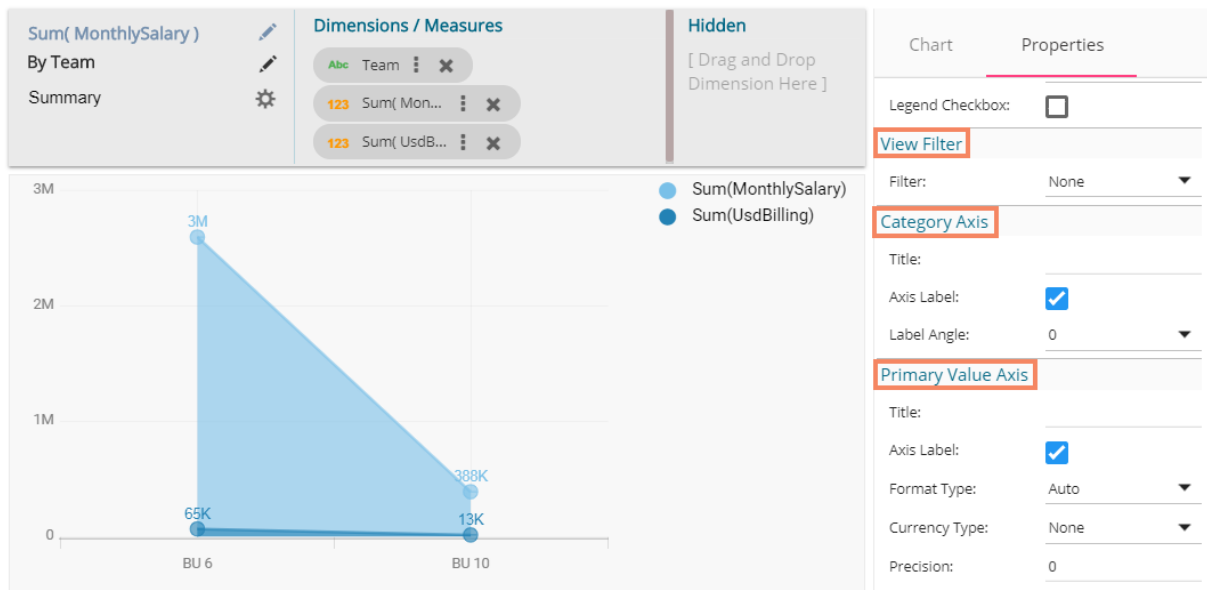 Sum( MonthlySalary )
By Team
Summary
Dimensions / Measures
Abc Team
123 Sum( Mon...
123 Sum( UsdB...
Hidden
[ Drag and Drop
Dimension Here ]
3M
2M
1M
0
3M
388K
65K
13K
BU 6
BU 10
Sum(MonthlySalary)
Sum(UsdBilling)
Chart Properties
Legend Checkbox:
View Filter
Filter: None
Category Axis
Title:
Axis Label:
Label Angle: 0
Primary Value Axis
Title:
Axis Label:
Format Type: Auto
Currency Type: None
Precision: 0